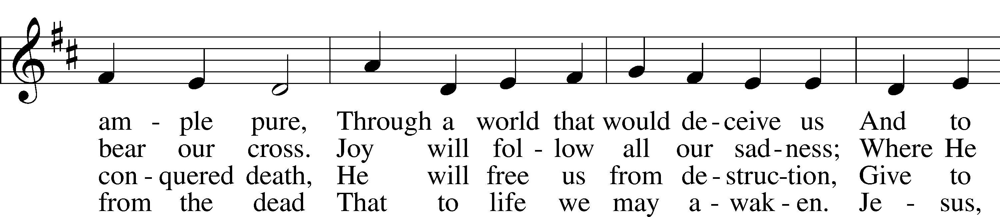 am - ple pure, Through a world that would de - ceive us And to
bear our cross. Joy will fol - low all our sad - ness; Where He
con - quered death, He will free us from de - struc - tion, Give to
from the dead That to life we may a - wak - en. Je - sus,